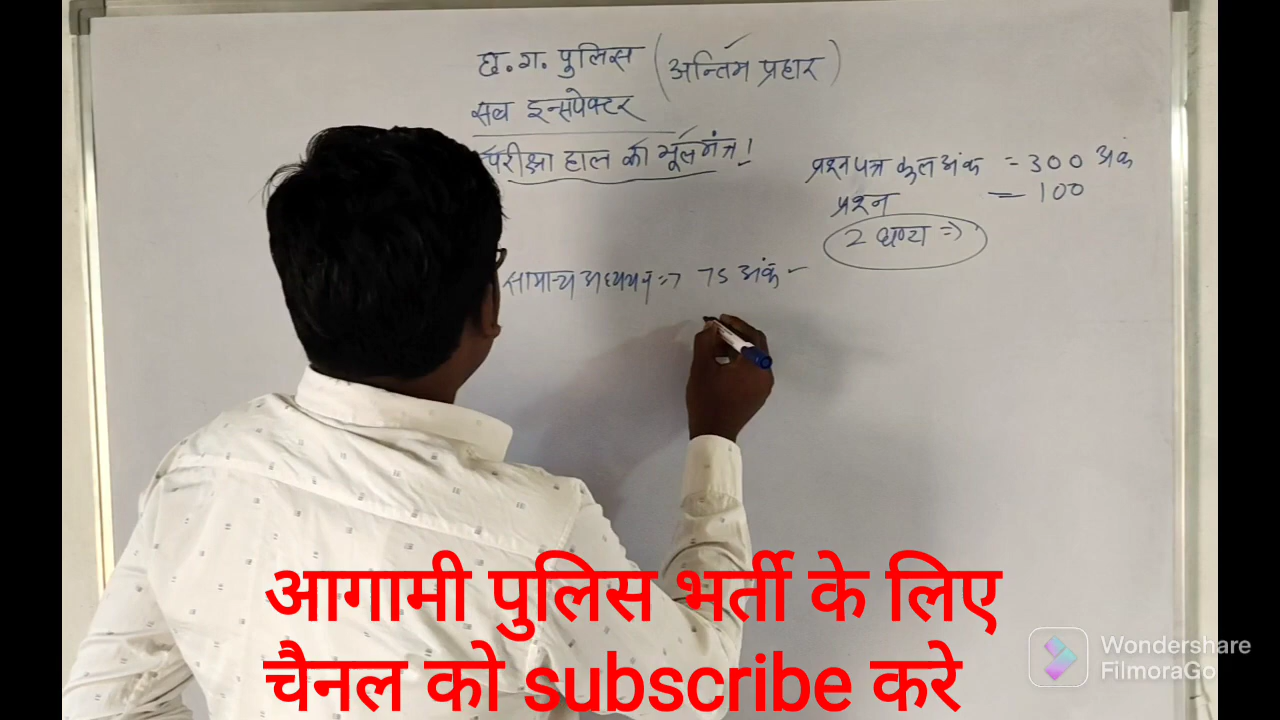 छ.ग. पुलिस (अन्तिम प्रहार)
सब इन्सपेक्टर
परीक्षा हाल का मूलमंत्र!
प्रश्नपत्र कुल अंक = 300 अंक
प्रश्न = 100
2 घण्टा =>
सामान्य अध्ययन => 75 अंक -
आगामी पुलिस भर्ती के लिए
चैनल को subscribe करे
Wondershare
FilmoraGo